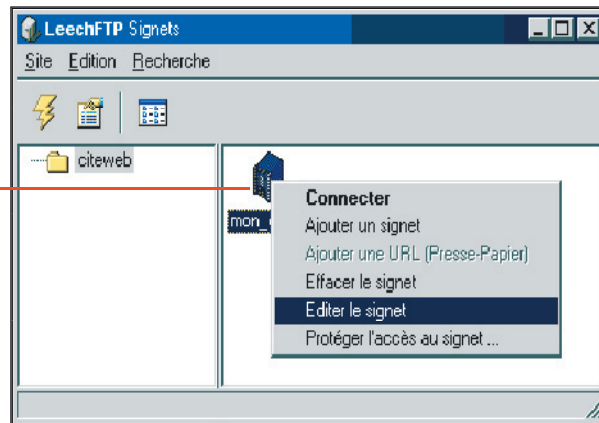 LeechFTP Signets
Site Edition Recherche
citeweb
Connecter
mon_
Ajouter un signet
Ajouter une URL (Presse-Papier)
Effacer le signet
Editer le signet
Protéger l'accès au signet ...